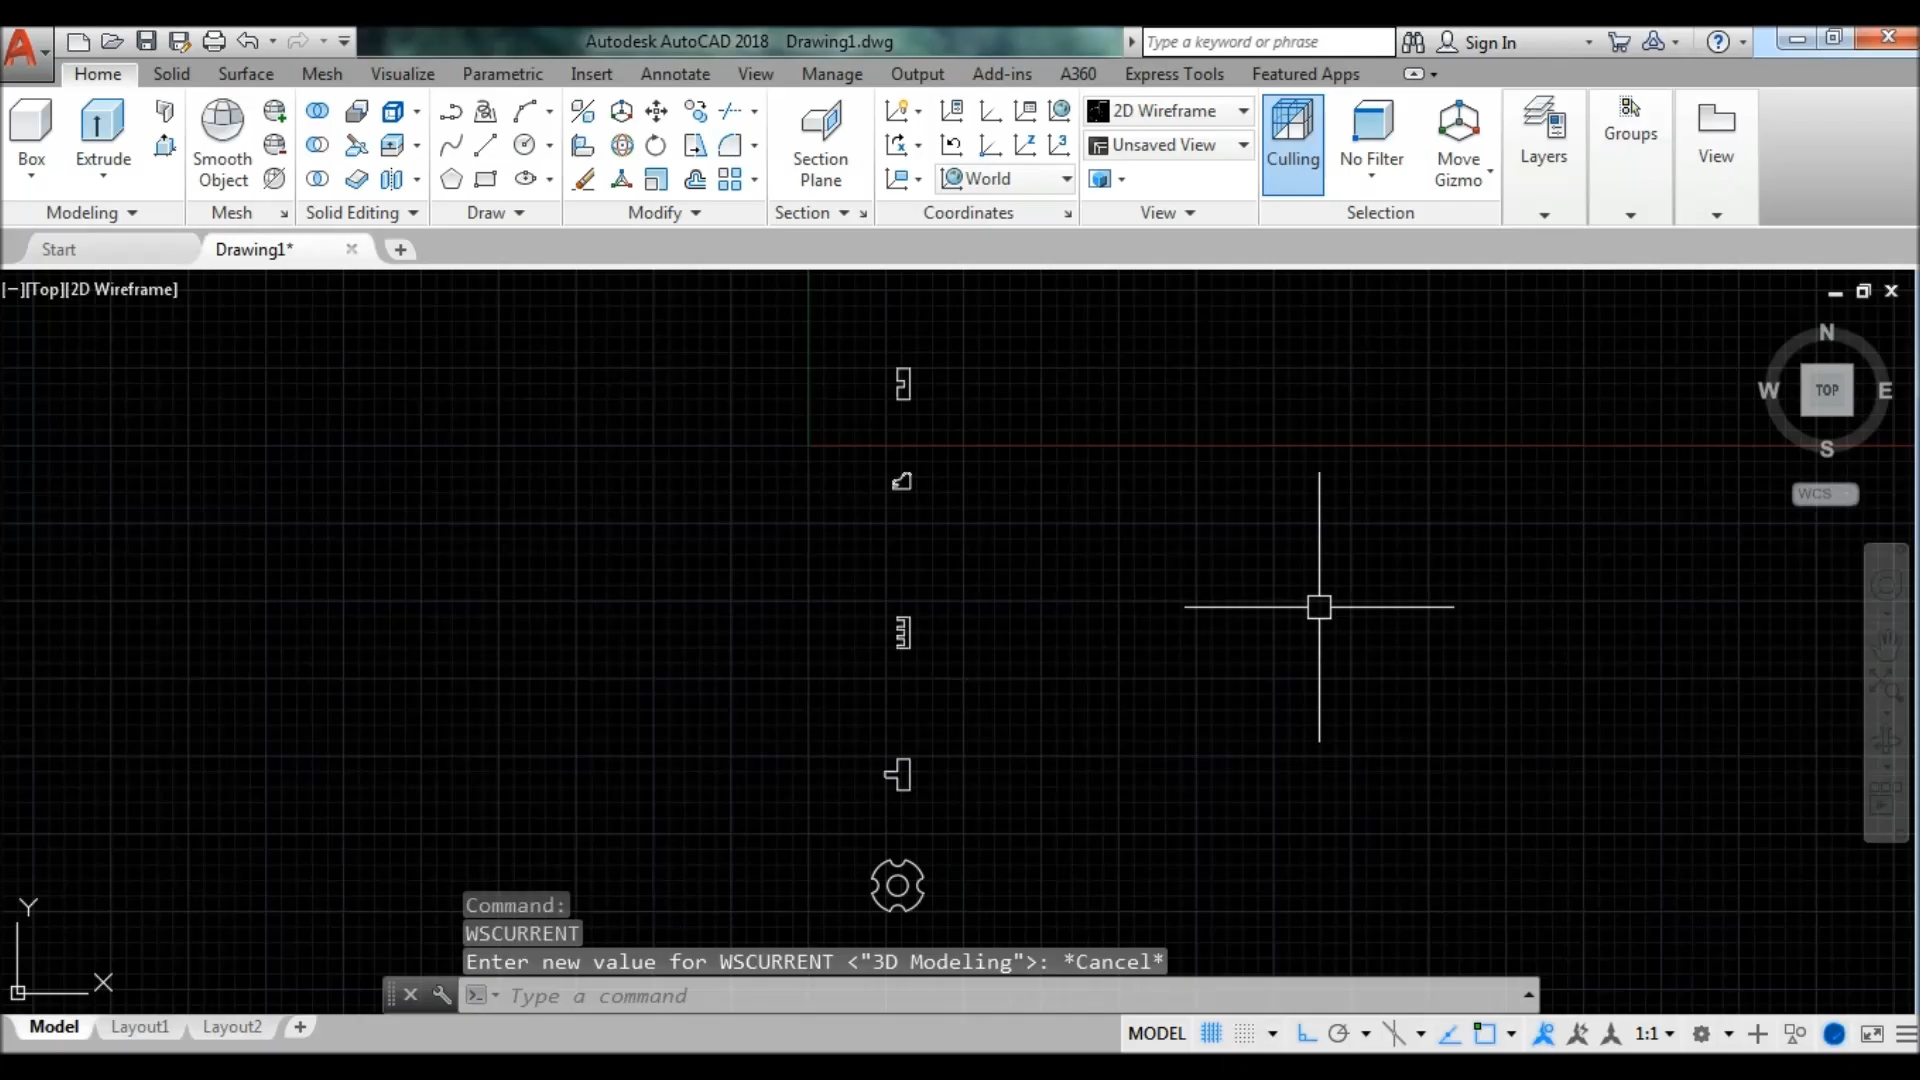 Autodesk AutoCAD 2018 Drawing1.dwg
Type a keyword or phrase
Sign In
Home Solid Surface Mesh Visualize Parametric Insert Annotate View Manage Output Add-ins A360 Express Tools Featured Apps
2D Wireframe
Unsaved View
World
Box
Extrude
Smooth Object
Section Plane
Culling
No Filter
Move Gizmo
Layers
Groups
View
Modeling
Mesh
Solid Editing
Draw
Modify
Section
Coordinates
View
Selection
Start
Drawing1*
[−][Top][2D Wireframe]
N
W
TOP
E
S
WCS
Y
X
Command:
WSCURRENT
Enter new value for WSCURRENT <"3D Modeling">: *Cancel*
Type a command
Model
Layout1
Layout2
MODEL
1:1